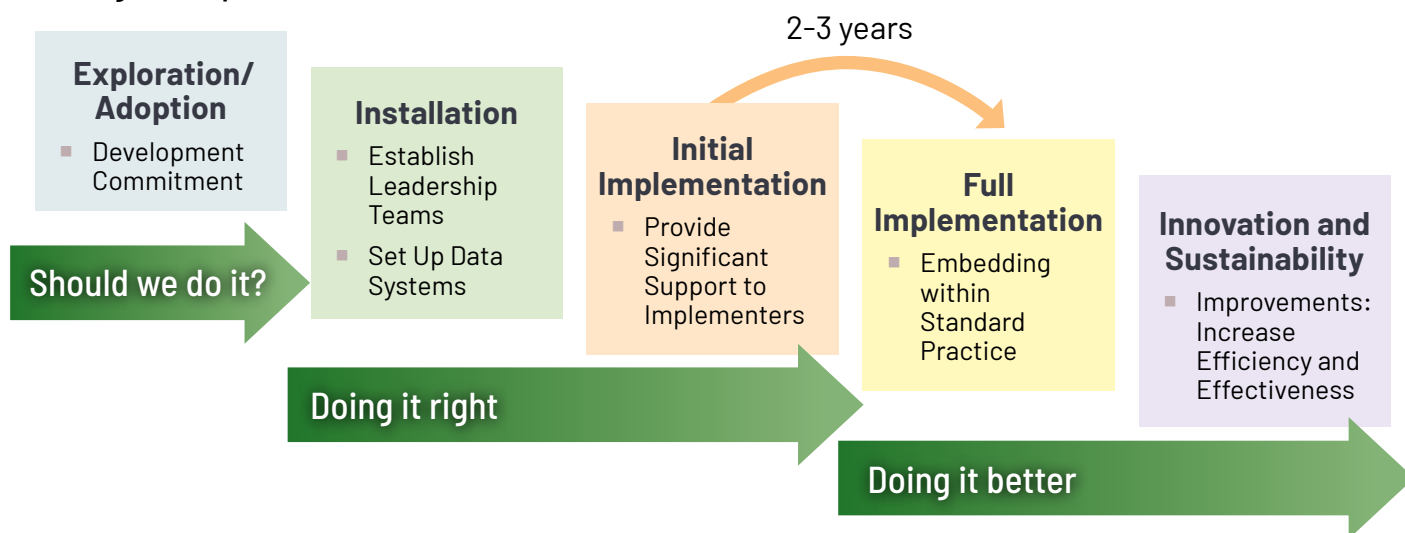 2-3 years
Exploration/
Adoption
Development
Commitment
Should we do it?
Installation
Establish
Leadership
Teams
Set Up Data
Systems
Initial
Implementation
Provide
Significant
Support to
Implementers
Doing it right
Full
Implementation
Embedding
within
Standard
Practice
Innovation and
Sustainability
Improvements:
Increase
Efficiency and
Effectiveness
Doing it better